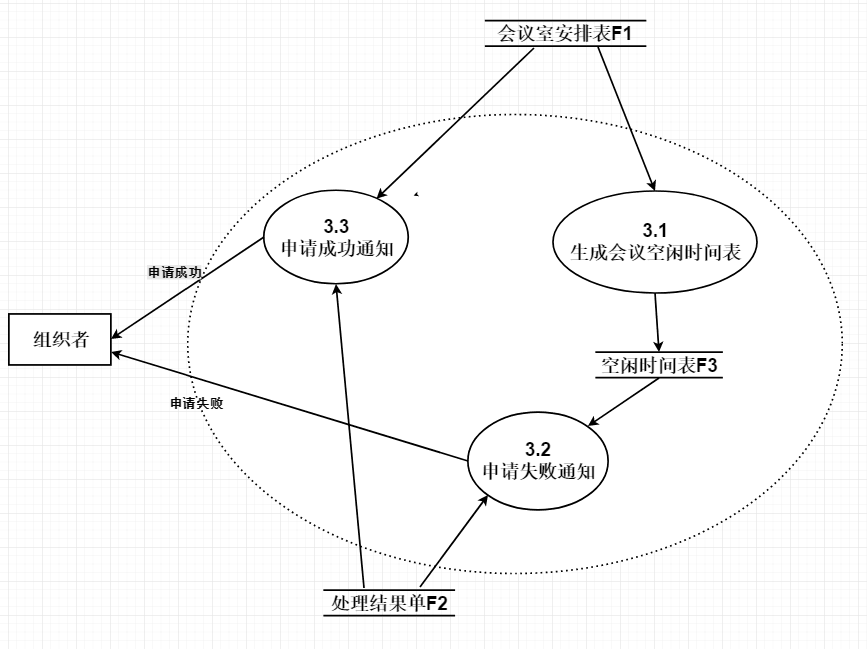 会议室安排表F1
3.3
申请成功通知
3.1
生成会议空闲时间表
申请成功
组织者
空闲时间表F3
申请失败
3.2
申请失败通知
处理结果单F2